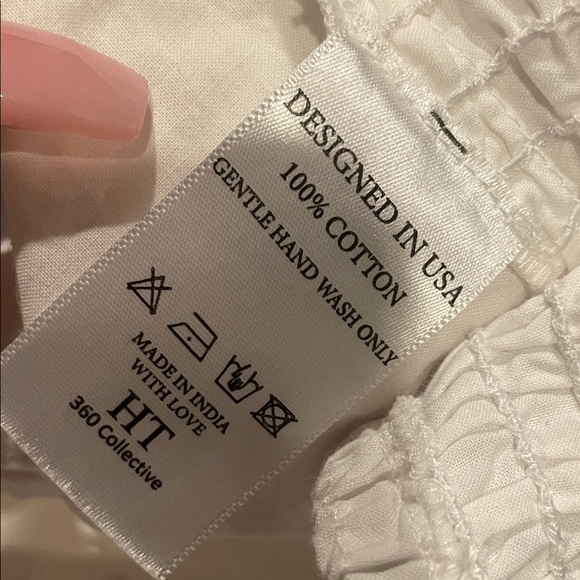 DESIGNED IN USA
100% COTTON
GENTLE HAND WASH ONLY
MADE IN INDIA
WITH LOVE
HT
360 Collective